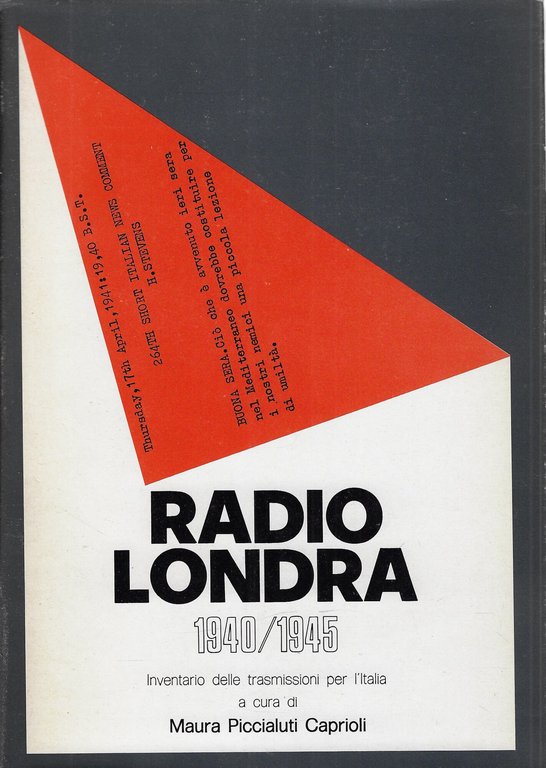 Thursday,17th April,1941:19,40 B.S.T.
264TH SHORT ITALIAN NEWS COMMENT
H.STEVENS
BUONA SERA.Ciò che è avvenuto ieri sera
nel Mediterraneo dovrebbe costituire per
i nostri nemici una piccola lezione
di umiltà.
RADIO
LONDRA
1940/1945
Inventario delle trasmissioni per l'Italia
a cura di
Maura Piccialuti Caprioli